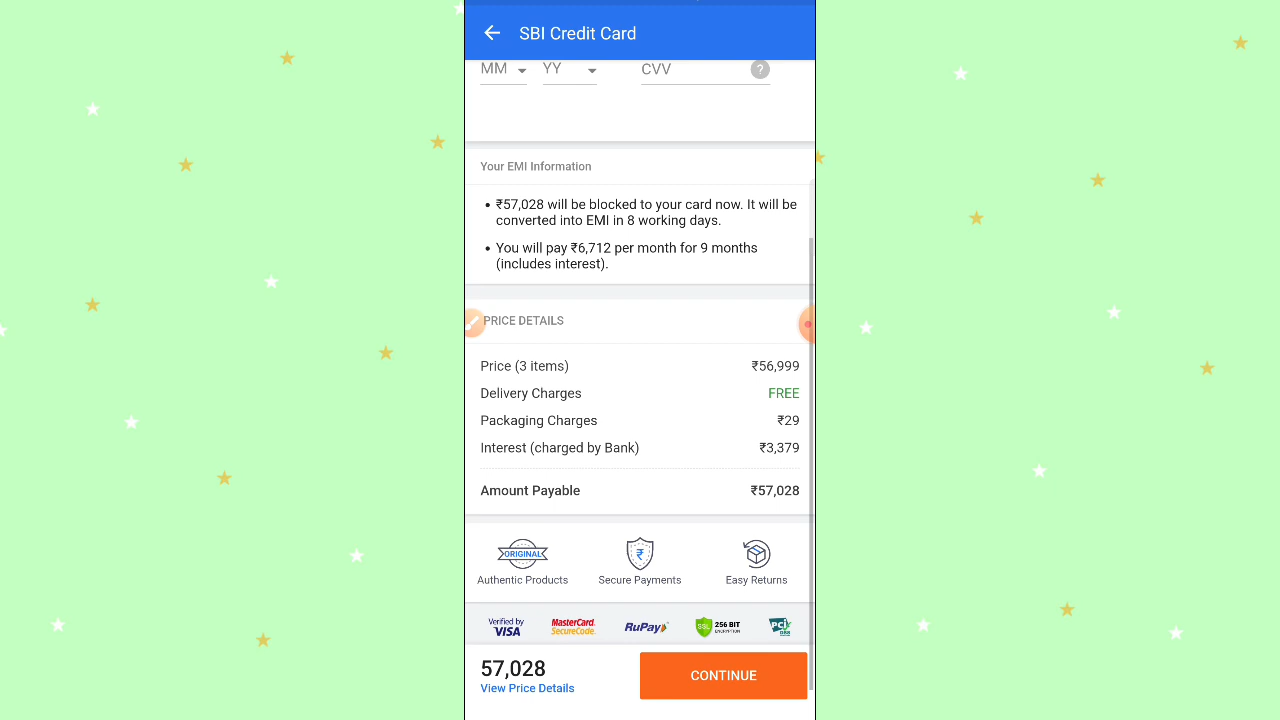 SBI Credit Card
MM YY CVV ?
Your EMI Information
• ₹57,028 will be blocked to your card now. It will be
converted into EMI in 8 working days.
• You will pay ₹6,712 per month for 9 months
(includes interest).
PRICE DETAILS
Price (3 items) ₹56,999
Delivery Charges FREE
Packaging Charges ₹29
Interest (charged by Bank) ₹3,379
Amount Payable ₹57,028
ORIGINAL ₹
Authentic Products Secure Payments Easy Returns
Verified by
VISA
MasterCard.
SecureCode.
RuPay
SSL 256 BIT
ENCRYPTION
PCI
DSS
57,028
View Price Details
CONTINUE